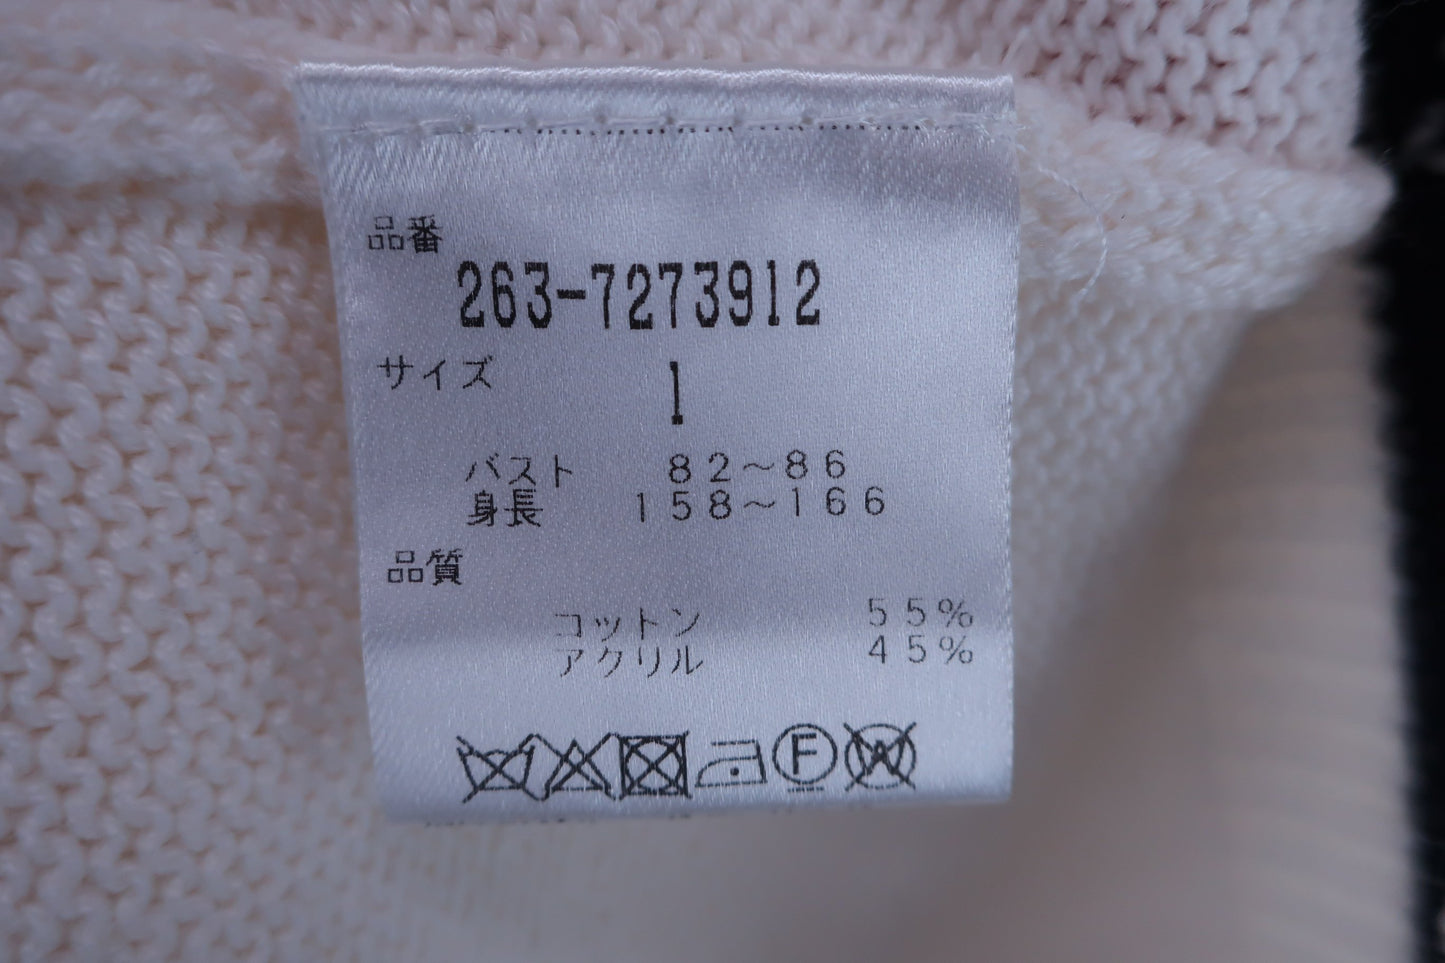 品番
263-7273912
サイズ 1
バスト 82～86
身長 158～166
品質
コットン 55%
アクリル 45%
F W